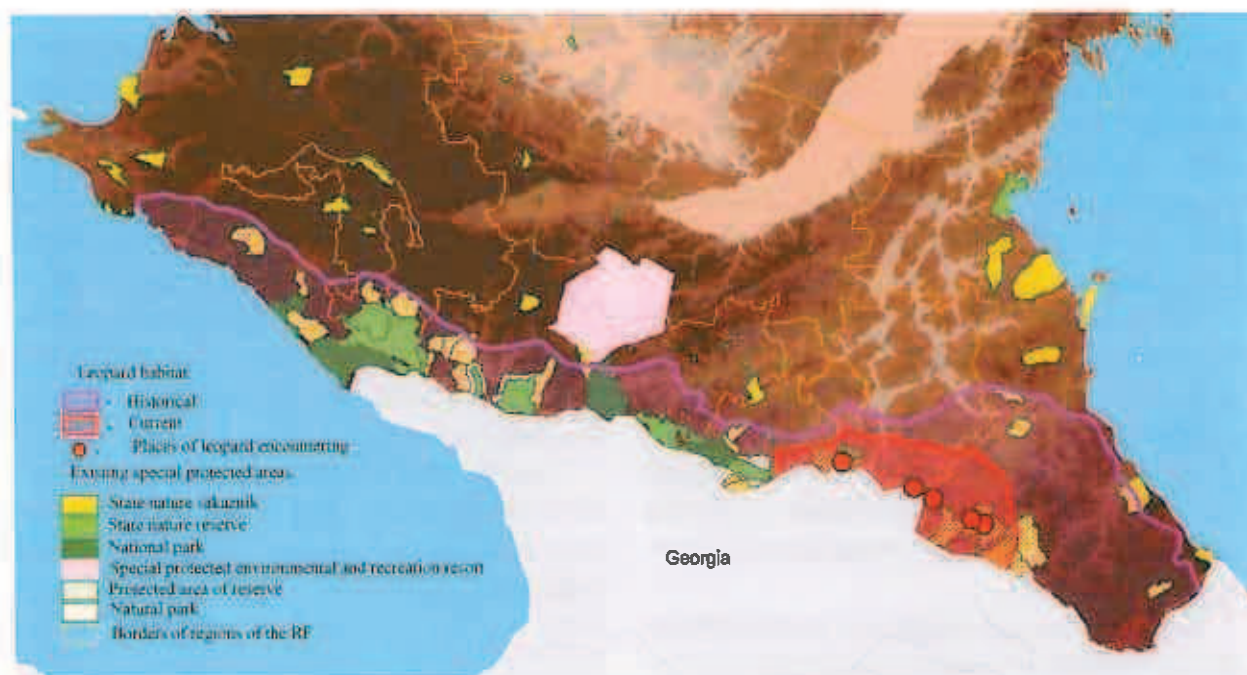 Leopard habitat
- Historical
- Current
- Places of leopard encountering
Existing special protected areas
State nature zakaznik
State nature reserve
National park
Special protected environmental and recreation resort
Protected area of reserve
Natural park
Borders of regions of the RF
Georgia